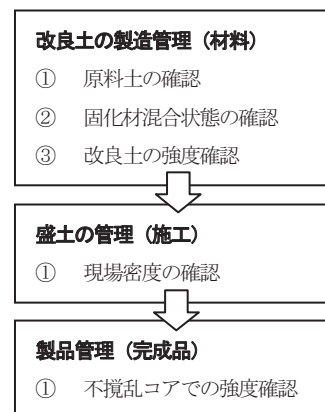 改良土の製造管理（材料）
① 原料土の確認
② 固化材混合状態の確認
③ 改良土の強度確認
盛土の管理（施工）
① 現場密度の確認
製品管理（完成品）
① 不撹乱コアでの強度確認